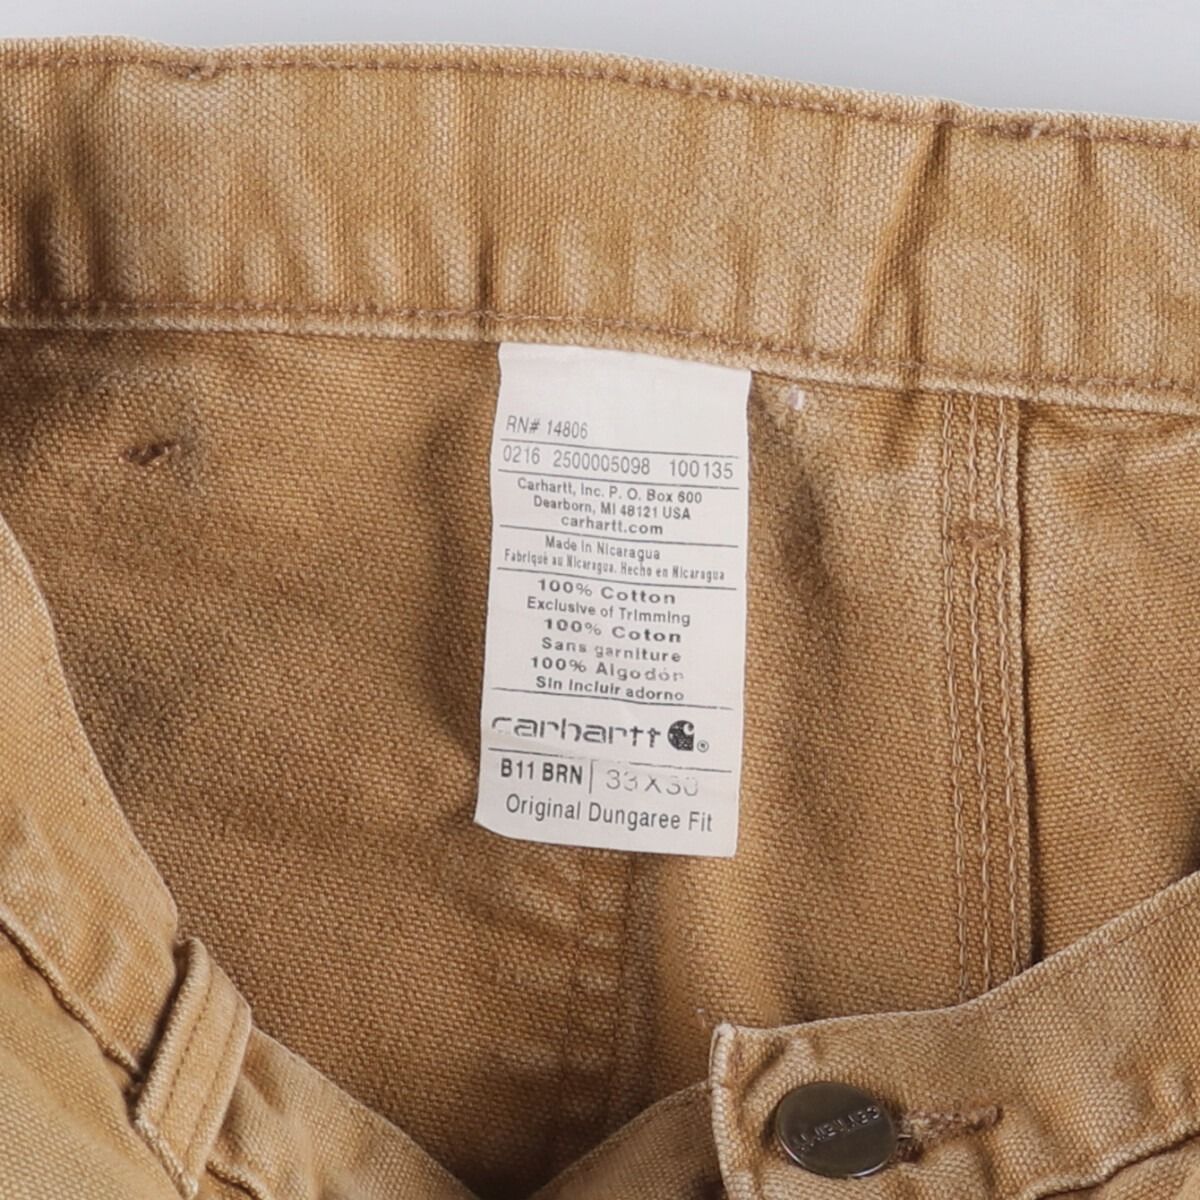 RN# 14806
0216 2500005098 100135
Carhartt, Inc. P. O. Box 600
Dearborn, MI 48121 USA
carhartt.com
Made in Nicaragua
Fabriqué au Nicaragua. Hecho en Nicaragua
100% Cotton
Exclusive of Trimming
100% Coton
Sans garniture
100% Algodón
Sin incluir adorno
carhartt ®
B11 BRN 33 X 30
Original Dungaree Fit